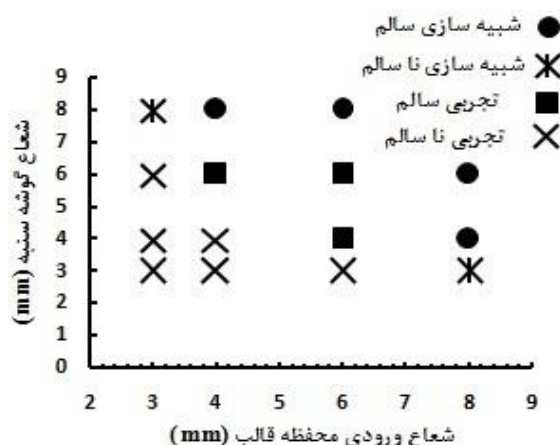 شبیه سازی سالم
شبیه سازی نا سالم
تجربی سالم
تجربی نا سالم
شعاع گوشه سنبه (mm)
9
8
7
6
5
4
3
2
1
0
2 3 4 5 6 7 8 9
شعاع ورودی محفظه قالب (mm)